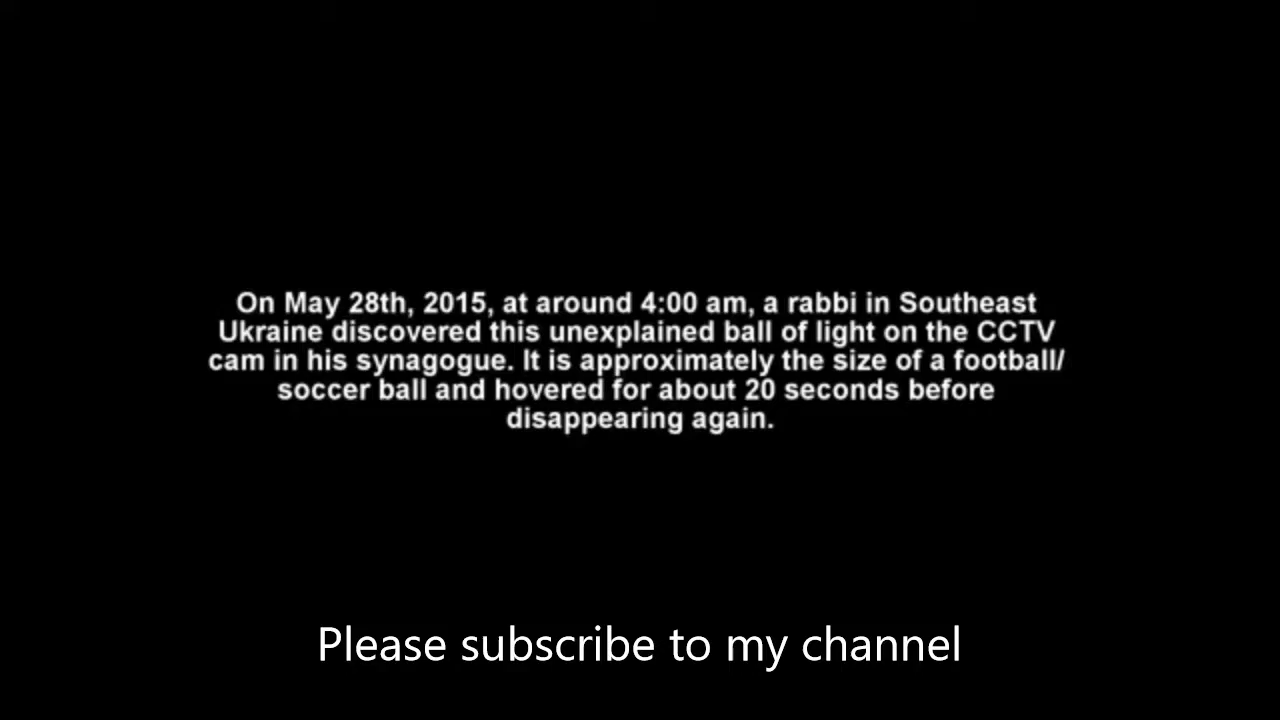 On May 28th, 2015, at around 4:00 am, a rabbi in Southeast
Ukraine discovered this unexplained ball of light on the CCTV
cam in his synagogue. It is approximately the size of a football/
soccer ball and hovered for about 20 seconds before
disappearing again.
Please subscribe to my channel